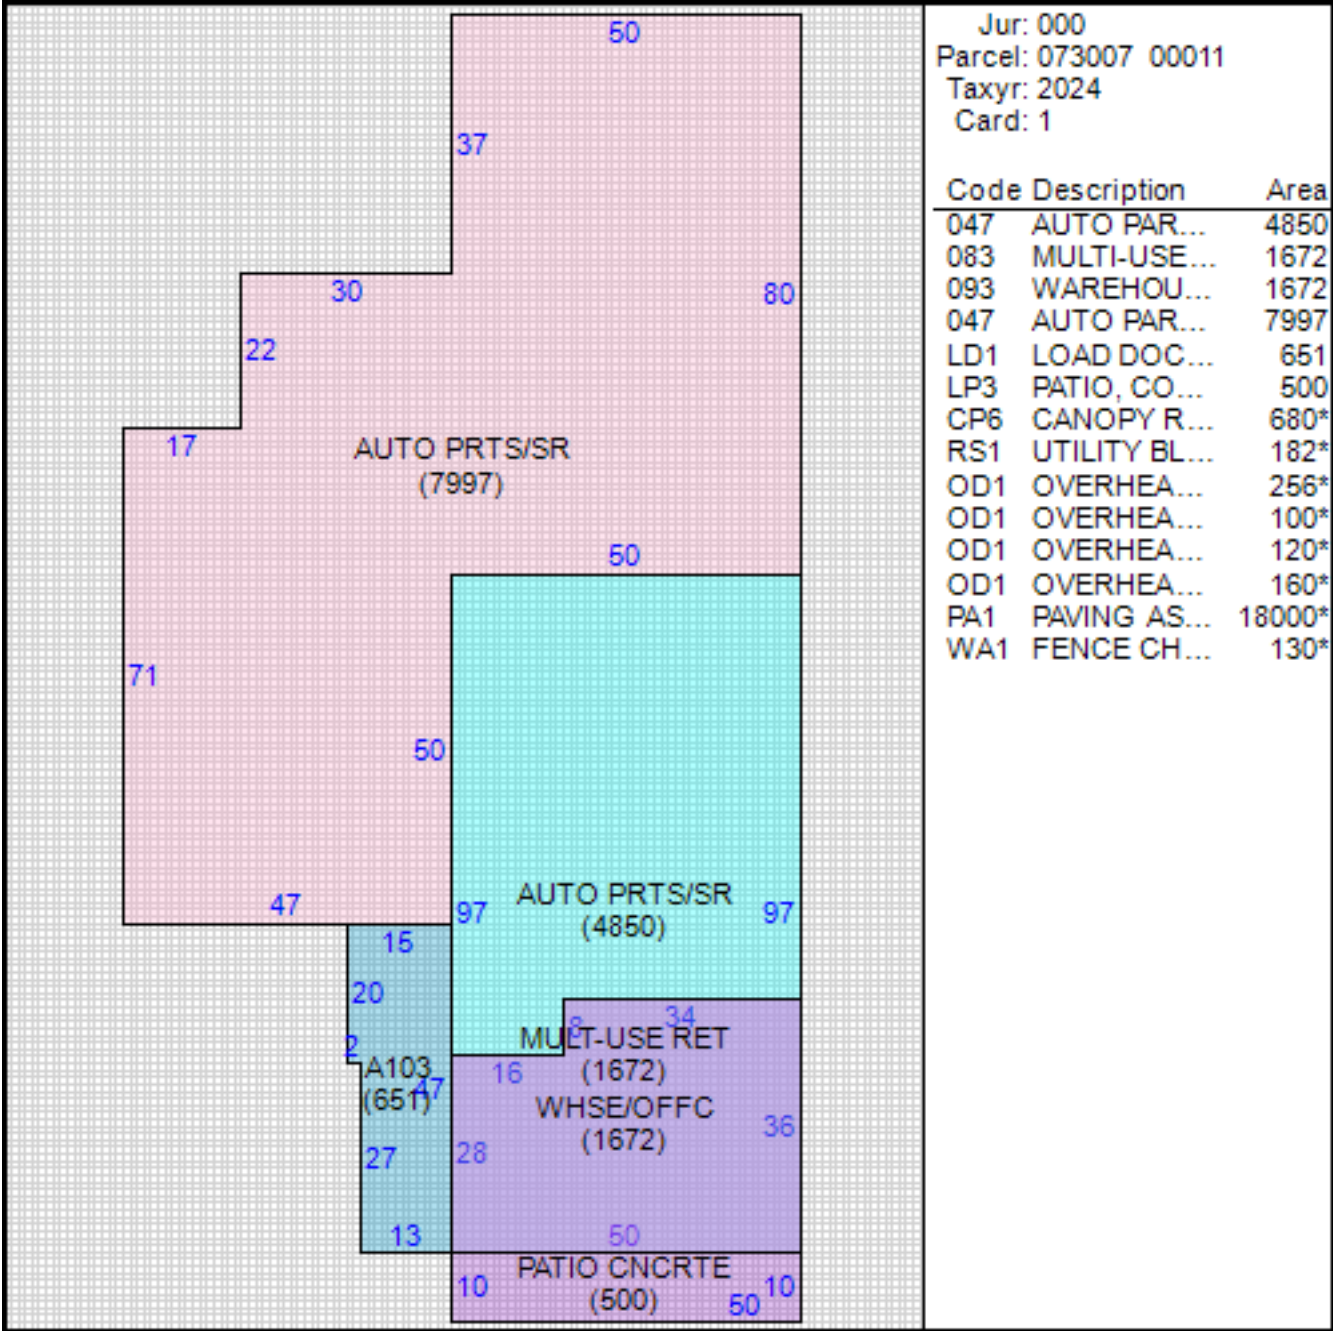 50
37
30
80
22
17
AUTO PRTS/SR
(7997)
50
71
50
47
97
AUTO PRTS/SR
(4850)
97
15
20
2
A103
(651)
47
8
34
MULT-USE RET
(1672)
16
WHSE/OFFC
(1672)
36
28
27
13
50
PATIO CNCRTE
(500)
10
10
50
Jur: 000
Parcel: 073007 00011
Taxyr: 2024
Card: 1
Code Description Area
047 AUTO PAR... 4850
083 MULTI-USE... 1672
093 WAREHOU... 1672
047 AUTO PAR... 7997
LD1 LOAD DOC... 651
LP3 PATIO, CO... 500
CP6 CANOPY R... 680*
RS1 UTILITY BL... 182*
OD1 OVERHEA... 256*
OD1 OVERHEA... 100*
OD1 OVERHEA... 120*
OD1 OVERHEA... 160*
PA1 PAVING AS... 18000*
WA1 FENCE CH... 130*